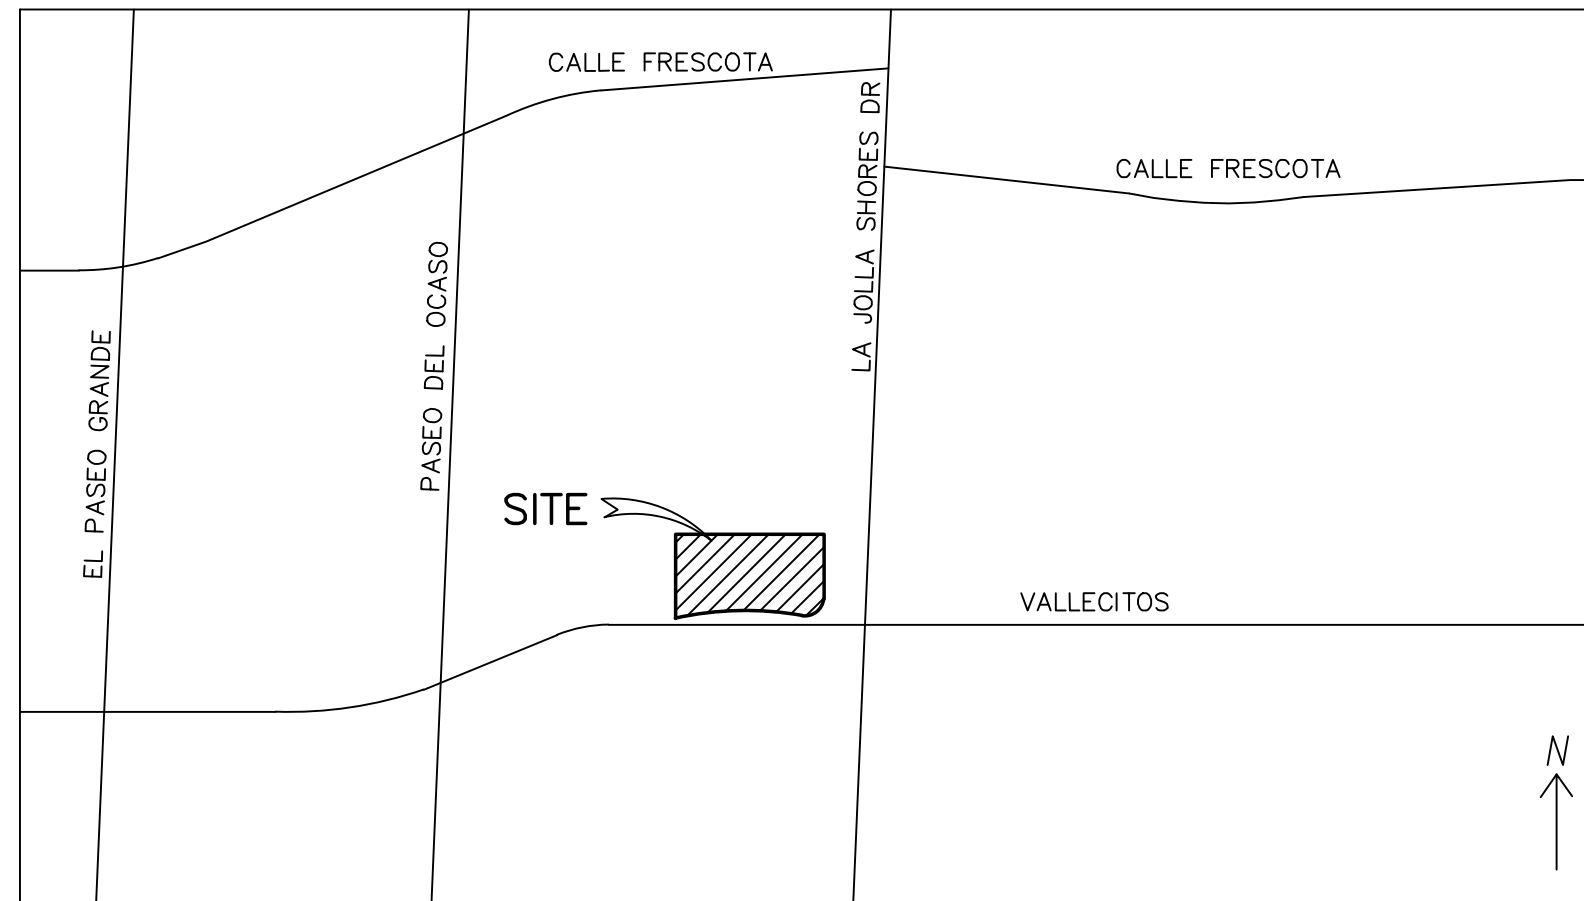 CALLE FRESCOTA
CALLE FRESCOTA
LA JOLLA SHORES DR
PASEO DEL OCASO
EL PASEO GRANDE
SITE
VALLECITOS
N